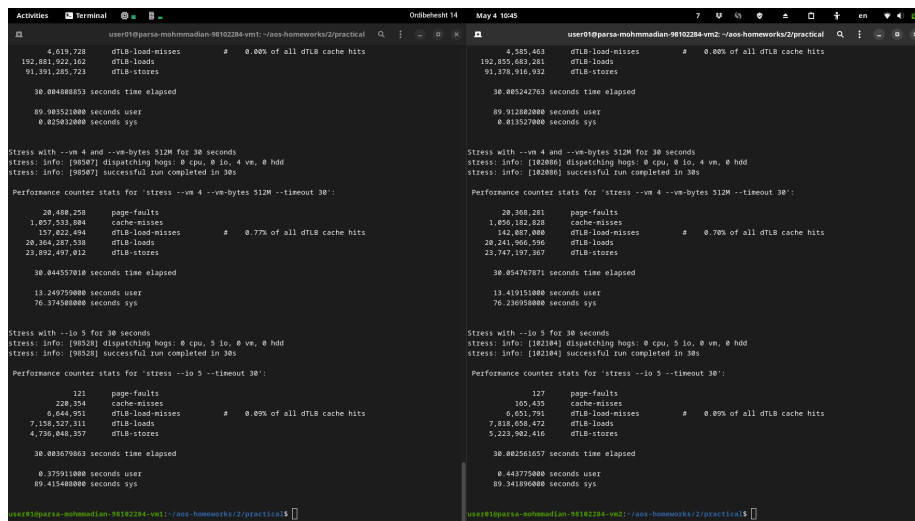 Activities Terminal Ordibehesht 14 May 4 10:45 7 en
user01@parsa-mohmmadian-98102284-vm1: ~/aos-homeworks/2/practical
4,619,728 dTLB-load-misses # 0.00% of all dTLB cache hits
192,881,922,162 dTLB-loads
91,391,285,723 dTLB-stores
30.004808853 seconds time elapsed
89.903521000 seconds user
0.025032000 seconds sys
Stress with --vm 4 and --vm-bytes 512M for 30 seconds
stress: info: [98507] dispatching hogs: 0 cpu, 0 io, 4 vm, 0 hdd
stress: info: [98507] successful run completed in 30s
Performance counter stats for 'stress --vm 4 --vm-bytes 512M --timeout 30':
20,480,258 page-faults
1,057,533,804 cache-misses
157,022,494 dTLB-load-misses # 0.77% of all dTLB cache hits
20,364,287,538 dTLB-loads
23,892,497,012 dTLB-stores
30.044557010 seconds time elapsed
13.249759000 seconds user
76.374508000 seconds sys
Stress with --io 5 for 30 seconds
stress: info: [98528] dispatching hogs: 0 cpu, 5 io, 0 vm, 0 hdd
stress: info: [98528] successful run completed in 30s
Performance counter stats for 'stress --io 5 --timeout 30':
121 page-faults
220,354 cache-misses
6,644,951 dTLB-load-misses # 0.09% of all dTLB cache hits
7,158,527,311 dTLB-loads
4,736,048,357 dTLB-stores
30.003679863 seconds time elapsed
0.375911000 seconds user
89.415408000 seconds sys
user01@parsa-mohmmadian-98102284-vm1:~/aos-homeworks/2/practical$
user01@parsa-mohmmadian-98102284-vm2: ~/aos-homeworks/2/practical
4,585,463 dTLB-load-misses # 0.00% of all dTLB cache hits
192,855,683,281 dTLB-loads
91,378,916,932 dTLB-stores
30.005242763 seconds time elapsed
89.912802000 seconds user
0.013527000 seconds sys
Stress with --vm 4 and --vm-bytes 512M for 30 seconds
stress: info: [102086] dispatching hogs: 0 cpu, 0 io, 4 vm, 0 hdd
stress: info: [102086] successful run completed in 30s
Performance counter stats for 'stress --vm 4 --vm-bytes 512M --timeout 30':
20,368,281 page-faults
1,056,182,828 cache-misses
142,087,000 dTLB-load-misses # 0.70% of all dTLB cache hits
20,241,966,596 dTLB-loads
23,747,197,367 dTLB-stores
30.054767871 seconds time elapsed
13.419151000 seconds user
76.236958000 seconds sys
Stress with --io 5 for 30 seconds
stress: info: [102104] dispatching hogs: 0 cpu, 5 io, 0 vm, 0 hdd
stress: info: [102104] successful run completed in 30s
Performance counter stats for 'stress --io 5 --timeout 30':
127 page-faults
165,435 cache-misses
6,651,791 dTLB-load-misses # 0.09% of all dTLB cache hits
7,818,658,472 dTLB-loads
5,223,902,416 dTLB-stores
30.002561657 seconds time elapsed
0.443775000 seconds user
89.341896000 seconds sys
user01@parsa-mohmmadian-98102284-vm2:~/aos-homeworks/2/practical$